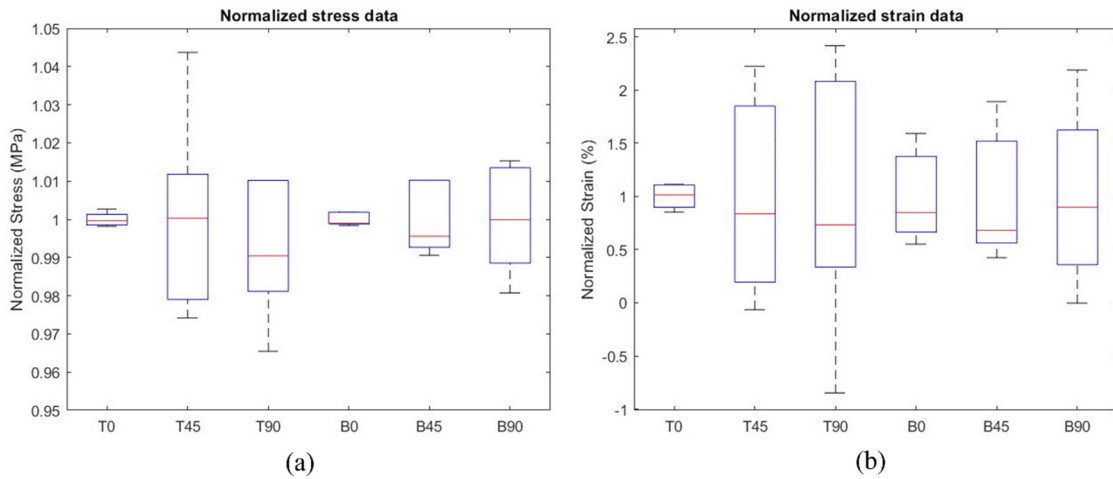 Normalized stress data
Normalized Stress (MPa)
1.05
1.04
1.03
1.02
1.01
1
0.99
0.98
0.97
0.96
0.95
T0 T45 T90 B0 B45 B90
(a)
Normalized strain data
Normalized Strain (%)
2.5
2
1.5
1
0.5
0
-0.5
-1
T0 T45 T90 B0 B45 B90
(b)